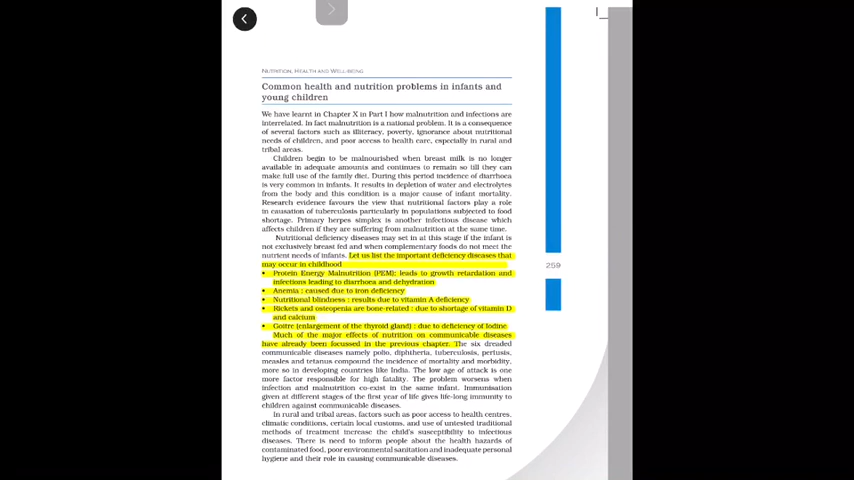 NUTRITION, HEALTH AND WELL-BEING
Common health and nutrition problems in infants and
young children
We have learnt in Chapter X in Part I how malnutrition and infections are
interrelated. In fact malnutrition is a national problem. It is a consequence
of several factors such as illiteracy, poverty, ignorance about nutritional
needs of children, and poor access to health care, especially in rural and
tribal areas.
Children begin to be malnourished when breast milk is no longer
available in adequate amounts and continues to remain so till they can
make full use of the family diet. During this period incidence of diarrhoea
is very common in infants. It results in depletion of water and electrolytes
from the body and this condition is a major cause of infant mortality.
Research evidence favours the view that nutritional factors play a role
in causation of tuberculosis particularly in populations subjected to food
shortage. Primary herpes simplex is another infectious disease which
affects children if they are suffering from malnutrition at the same time.
Nutritional deficiency diseases may set in at this stage if the infant is
not exclusively breast fed and when complementary foods do not meet the
nutrient needs of infants. Let us list the important deficiency diseases that
may occur in childhood
• Protein Energy Malnutrition (PEM): leads to growth retardation and
infections leading to diarrhoea and dehydration
• Anemia : caused due to iron deficiency
• Nutritional blindness : results due to vitamin A deficiency
• Rickets and osteopenia are bone-related : due to shortage of vitamin D
and calcium
• Goitre (enlargement of the thyroid gland) : due to deficiency of Iodine
Much of the major effects of nutrition on communicable diseases
have already been focussed in the previous chapter. The six dreaded
communicable diseases namely polio, diphtheria, tuberculosis, pertusis,
measles and tetanus compound the incidence of mortality and morbidity,
more so in developing countries like India. The low age of attack is one
more factor responsible for high fatality. The problem worsens when
infection and malnutrition co-exist in the same infant. Immunisation
given at different stages of the first year of life gives life-long immunity to
children against communicable diseases.
In rural and tribal areas, factors such as poor access to health centres,
climatic conditions, certain local customs, and use of untested traditional
methods of treatment increase the child's susceptibility to infectious
diseases. There is need to inform people about the health hazards of
contaminated food, poor environmental sanitation and inadequate personal
hygiene and their role in causing communicable diseases.
259